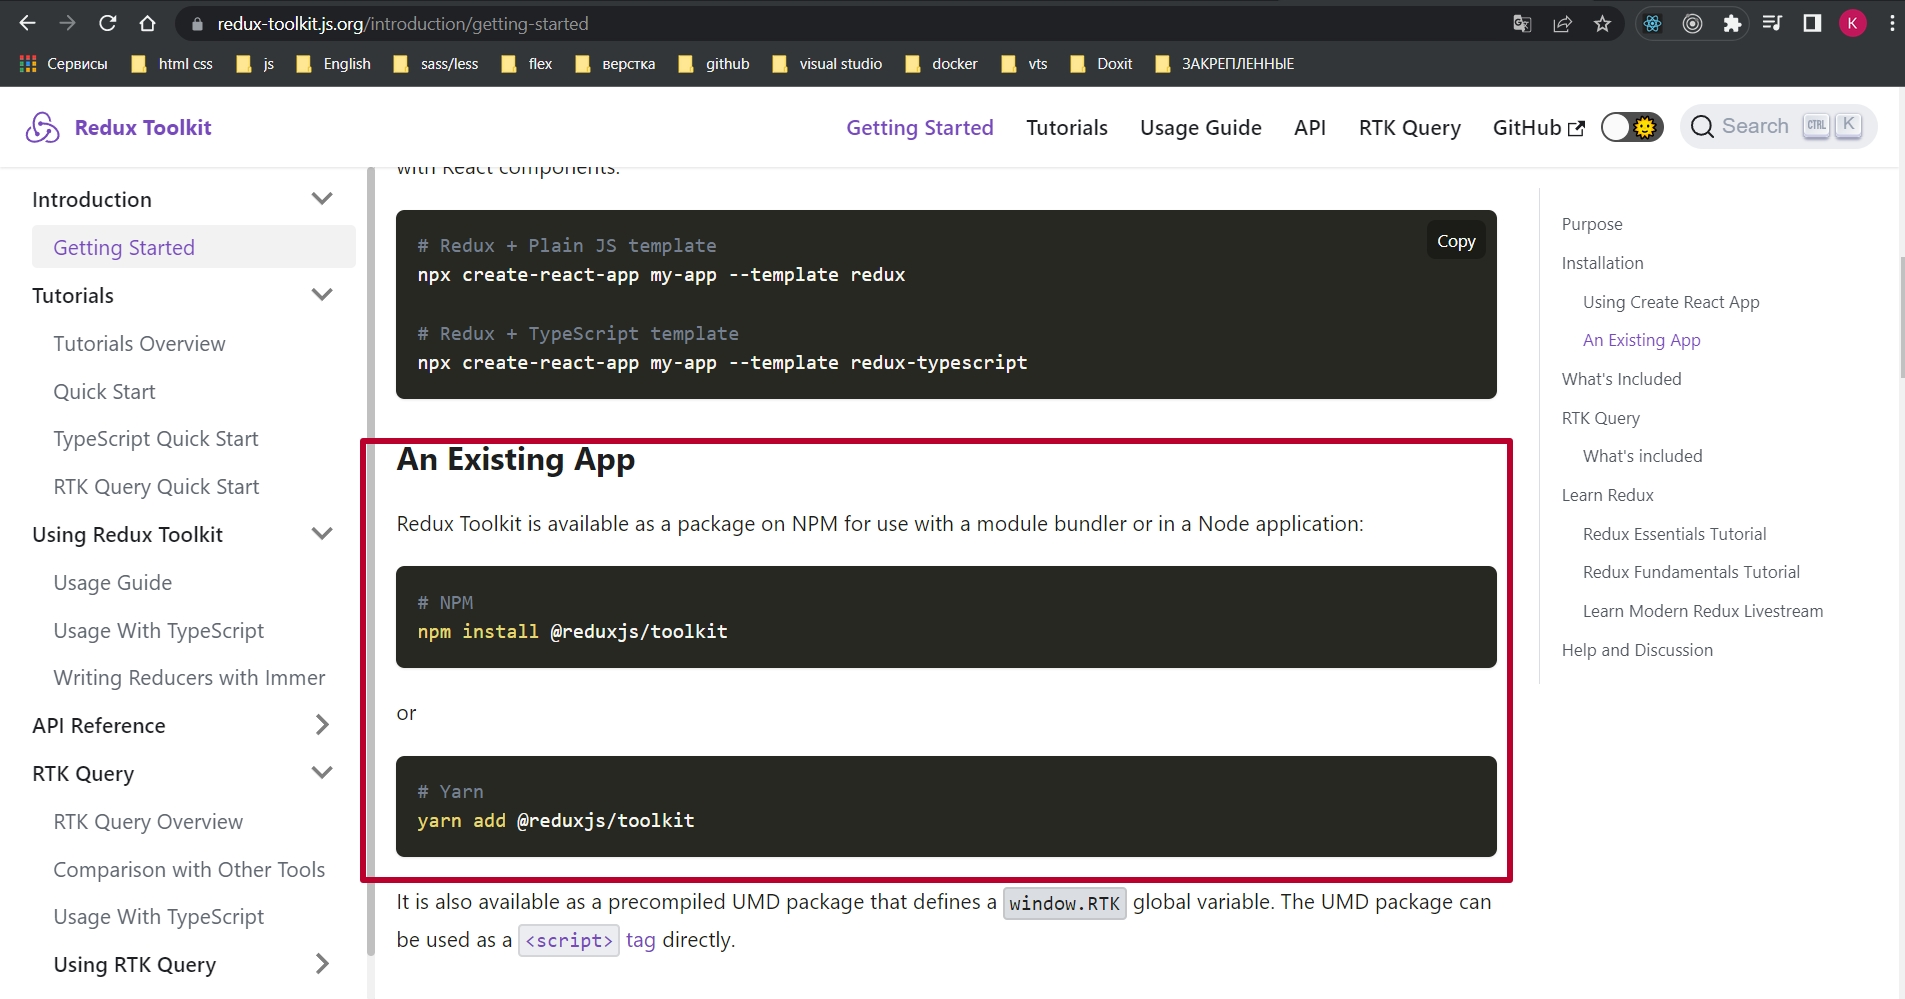 redux-toolkit.js.org/introduction/getting-started
K
Сервисы html css js English sass/less flex верстка github visual studio docker vts Doxit ЗАКРЕПЛЕННЫЕ
Redux Toolkit
Getting Started Tutorials Usage Guide API RTK Query GitHub Search CTRL K
Introduction
Getting Started
Tutorials
Tutorials Overview
Quick Start
TypeScript Quick Start
RTK Query Quick Start
Using Redux Toolkit
Usage Guide
Usage With TypeScript
Writing Reducers with Immer
API Reference
RTK Query
RTK Query Overview
Comparison with Other Tools
Usage With TypeScript
Using RTK Query
with React components.
Copy
# Redux + Plain JS template
npx create-react-app my-app --template redux
# Redux + TypeScript template
npx create-react-app my-app --template redux-typescript
An Existing App
Redux Toolkit is available as a package on NPM for use with a module bundler or in a Node application:
# NPM
npm install @reduxjs/toolkit
or
# Yarn
yarn add @reduxjs/toolkit
It is also available as a precompiled UMD package that defines a window.RTK global variable. The UMD package can
be used as a <script> tag directly.
Purpose
Installation
Using Create React App
An Existing App
What's Included
RTK Query
What's included
Learn Redux
Redux Essentials Tutorial
Redux Fundamentals Tutorial
Learn Modern Redux Livestream
Help and Discussion